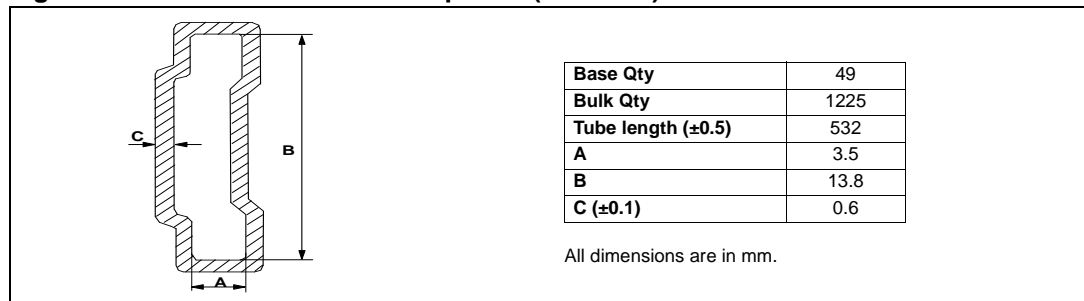 C
B
A
Base Qty 49
Bulk Qty 1225
Tube length (±0.5) 532
A 3.5
B 13.8
C (±0.1) 0.6
All dimensions are in mm.